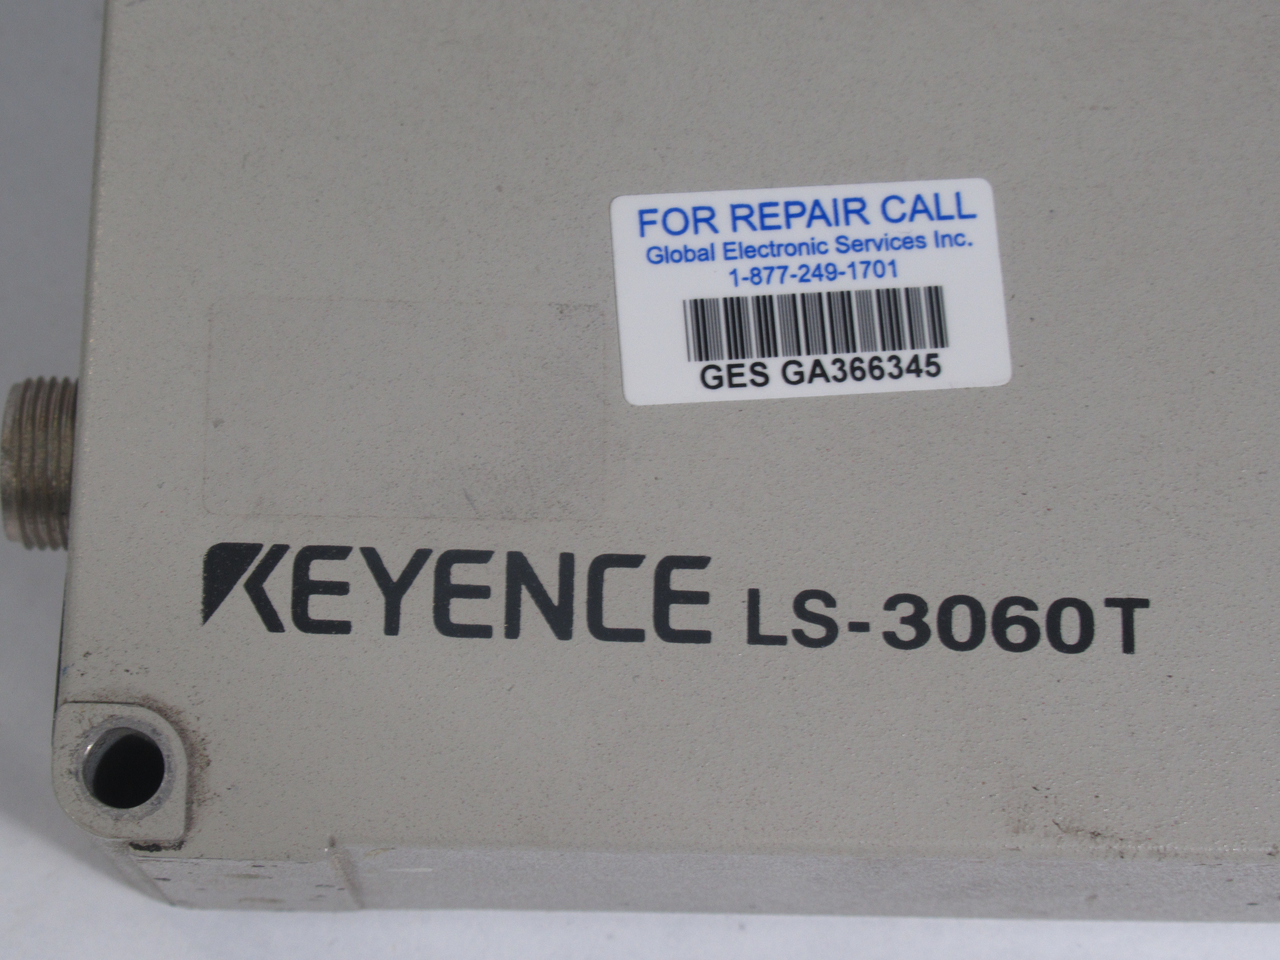 FOR REPAIR CALL
Global Electronic Services Inc.
1-877-249-1701
GES GA366345
KEYENCE LS-3060T